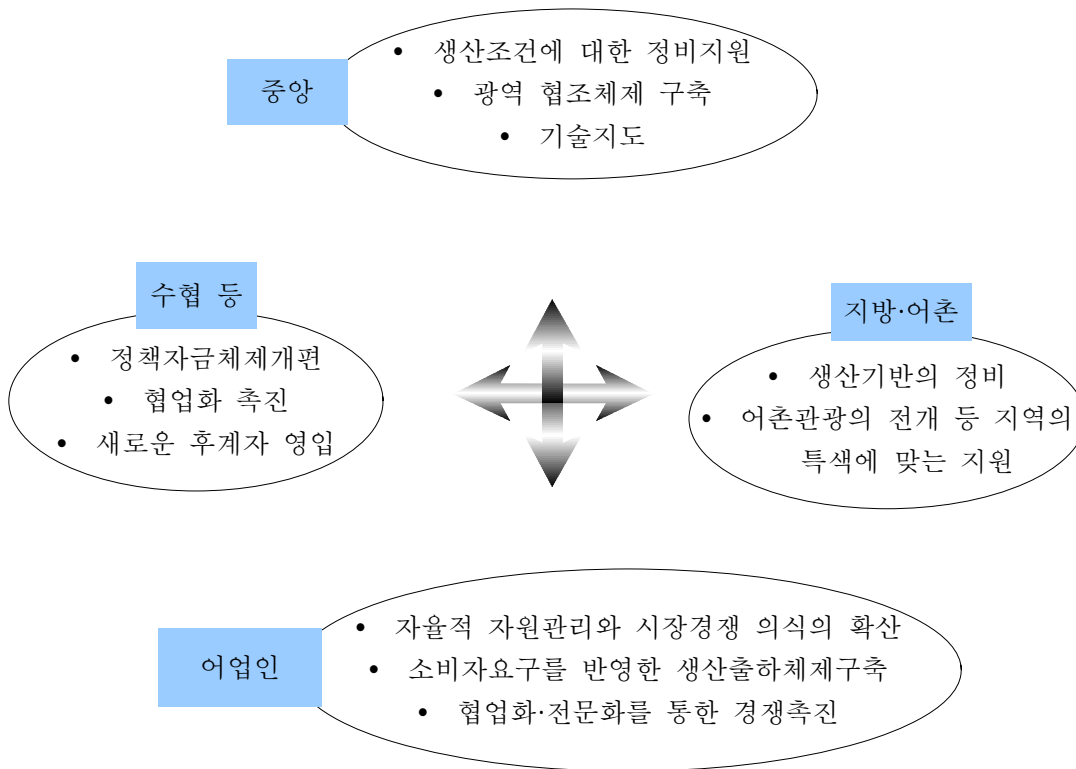 중앙
• 생산조건에 대한 정비지원
• 광역 협조체제 구축
• 기술지도
수협 등
• 정책자금체제개편
• 협업화 촉진
• 새로운 후계자 영입
지방·어촌
• 생산기반의 정비
• 어촌관광의 전개 등 지역의
특색에 맞는 지원
어업인
• 자율적 자원관리와 시장경쟁 의식의 확산
• 소비자요구를 반영한 생산출하체제구축
• 협업화·전문화를 통한 경쟁촉진